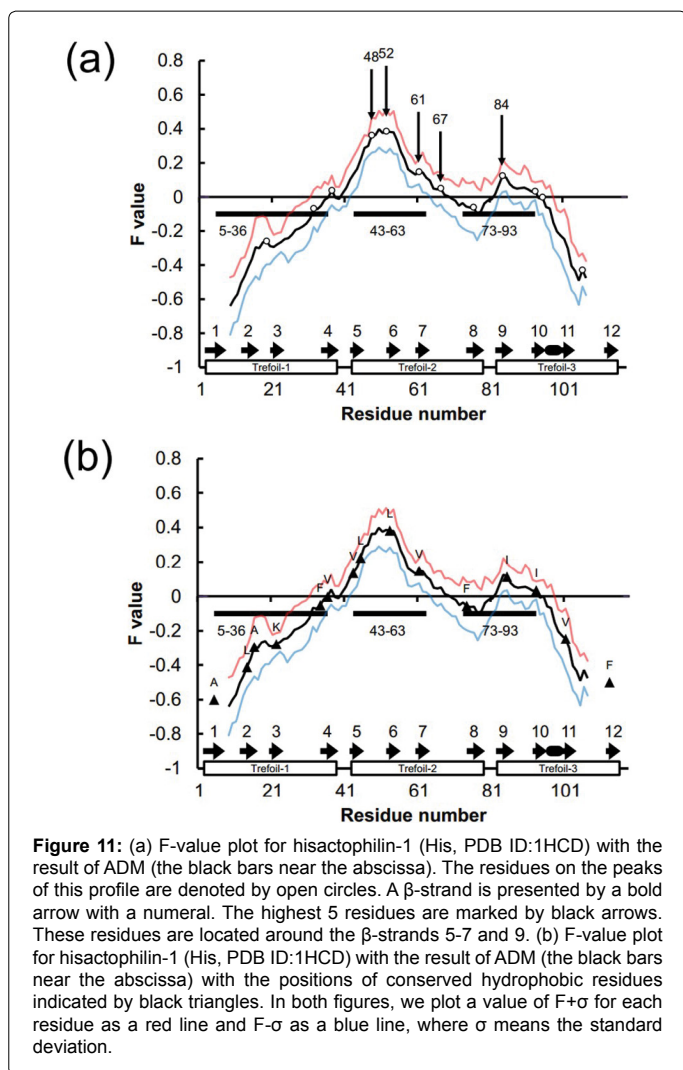 (a)
0.8
0.6
0.4
0.2
0
-0.2
-0.4
-0.6
-0.8
-1
F value
48 52
61
67
84
5-36 43-63 73-93
1 2 3 4 5 6 7 8 9 10 11 12
Trefoil-1 Trefoil-2 Trefoil-3
1 21 41 61 81 101
Residue number
(b)
0.8
0.6
0.4
0.2
0
-0.2
-0.4
-0.6
-0.8
-1
F value
A L A K F V V L L V F I I V F
5-36 43-63 73-93
1 2 3 4 5 6 7 8 9 10 11 12
Trefoil-1 Trefoil-2 Trefoil-3
1 21 41 61 81 101
Residue number
Figure 11: (a) F-value plot for hisactophilin-1 (His, PDB ID:1HCD) with the
result of ADM (the black bars near the abscissa). The residues on the peaks
of this profile are denoted by open circles. A β-strand is presented by a bold
arrow with a numeral. The highest 5 residues are marked by black arrows.
These residues are located around the β-strands 5-7 and 9. (b) F-value plot
for hisactophilin-1 (His, PDB ID:1HCD) with the result of ADM (the black bars
near the abscissa) with the positions of conserved hydrophobic residues
indicated by black triangles. In both figures, we plot a value of F+σ for each
residue as a red line and F-σ as a blue line, where σ means the standard
deviation.